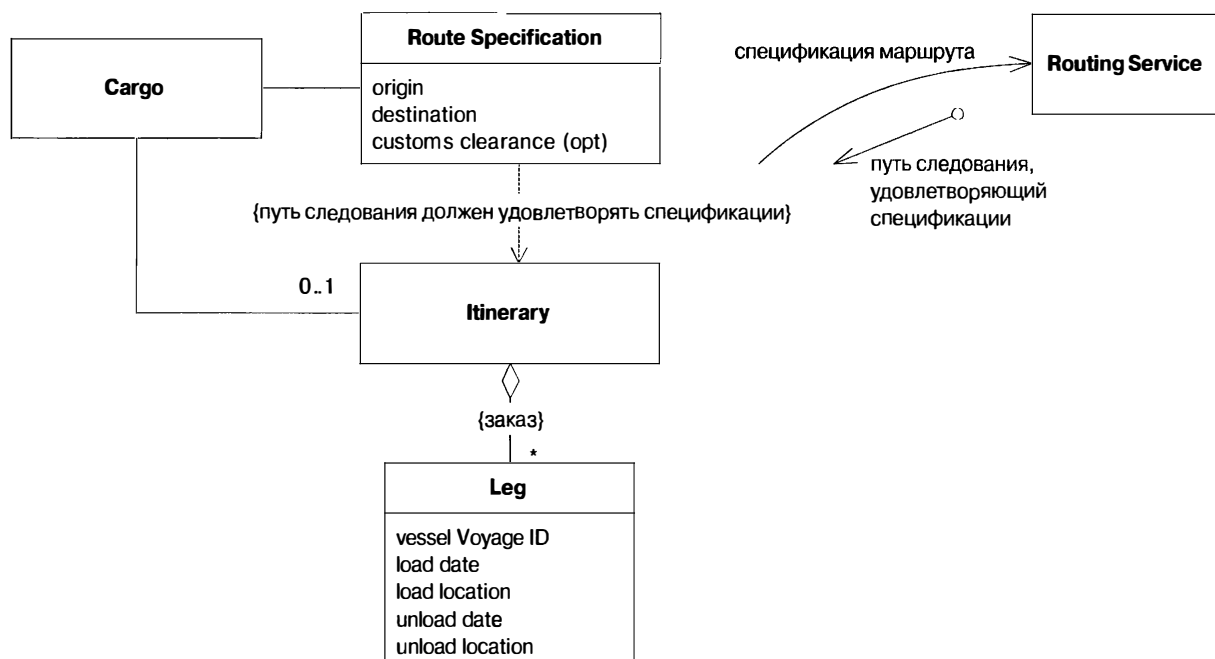 Route Specification
Cargo
origin
destination
customs clearance (opt)
спецификация маршрута
Routing Service
путь следования,
удовлетворяющий
спецификации
{путь следования должен удовлетворять спецификации}
0..1
Itinerary
{заказ}
*
Leg
vessel Voyage ID
load date
load location
unload date
unload location